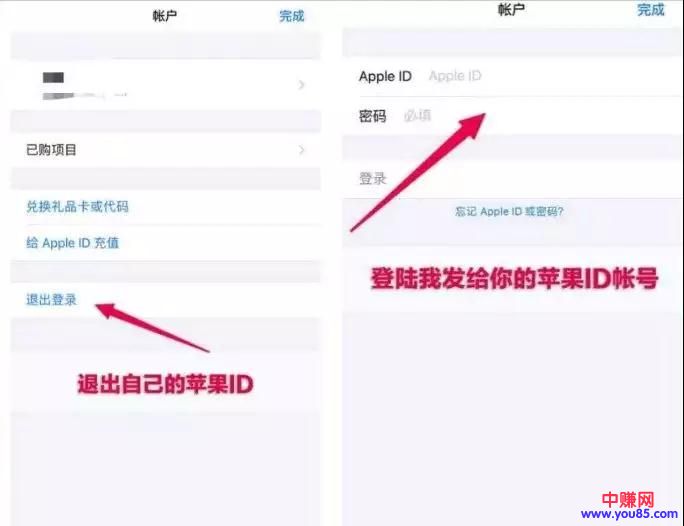 帐户
完成
已购项目
兑换礼品卡或代码
给 Apple ID 充值
退出登录
退出自己的苹果ID
帐户
完成
Apple ID Apple ID
密码 必填
登录
忘记 Apple ID 或密码?
登陆我发给你的苹果ID帐号
中赚网
www.you85.com